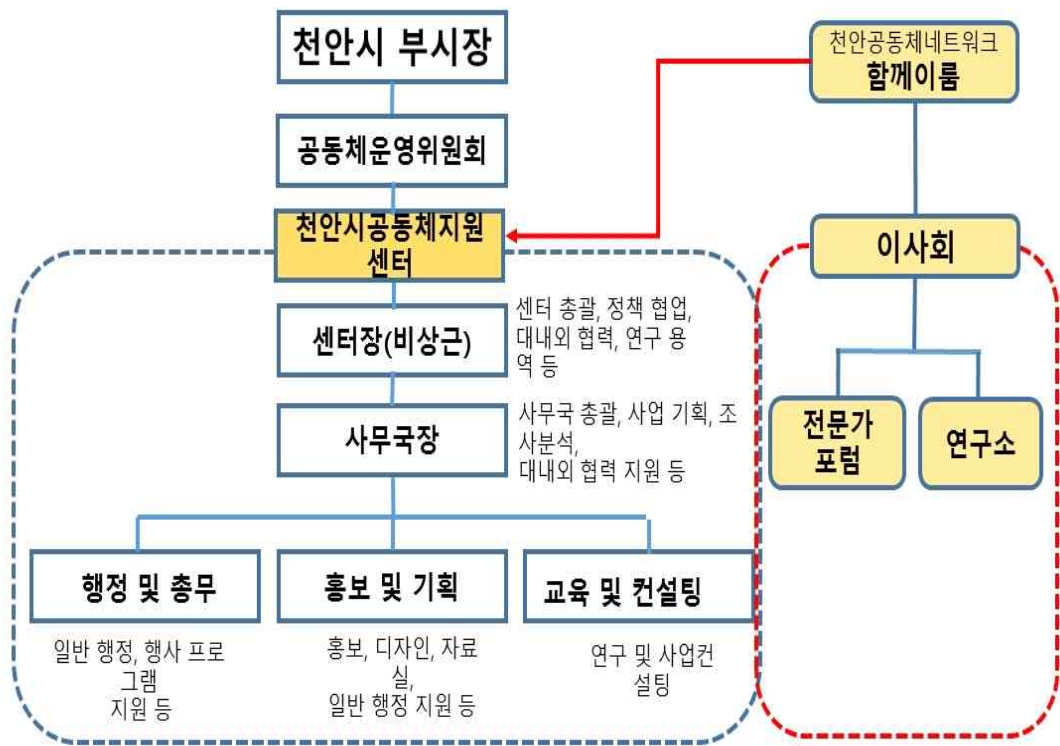 천안시 부시장
공동체운영위원회
천안시공동체지원
센터
센터장(비상근)
센터 총괄, 정책 협업,
대내외 협력, 연구 용
역 등
사무국장
사무국 총괄, 사업 기획, 조
사분석,
대내외 협력 지원 등
행정 및 총무
일반 행정, 행사 프로
그램
지원 등
홍보 및 기획
홍보, 디자인, 자료
실,
일반 행정 지원 등
교육 및 컨설팅
연구 및 사업컨
설팅
천안공동체네트워크
함께이룸
이사회
전문가
포럼
연구소